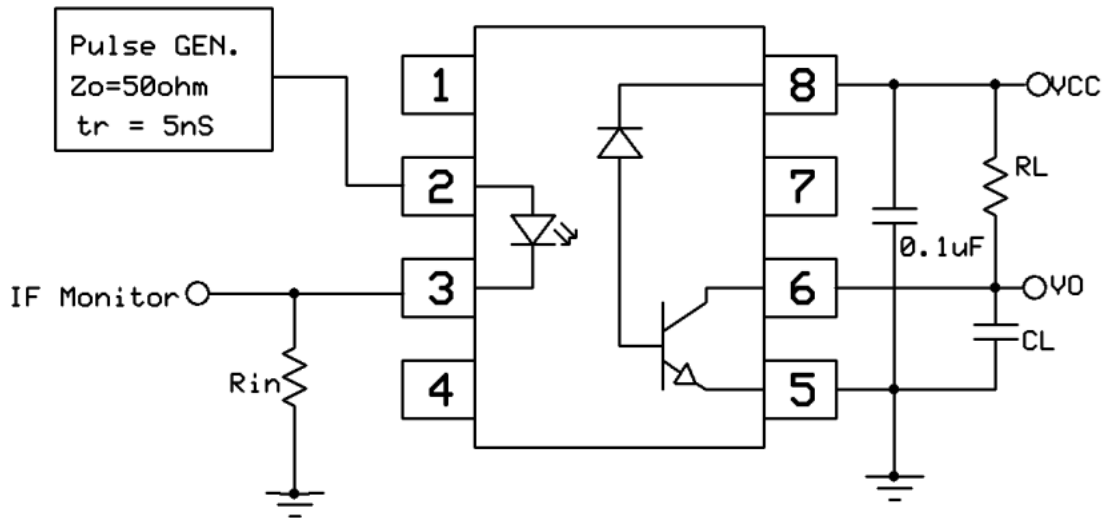 Pulse GEN.
Zo=50ohm
tr = 5nS
1
2
3
4
8
7
6
5
VCC
RL
0.1uF
VO
CL
IF Monitor
Rin